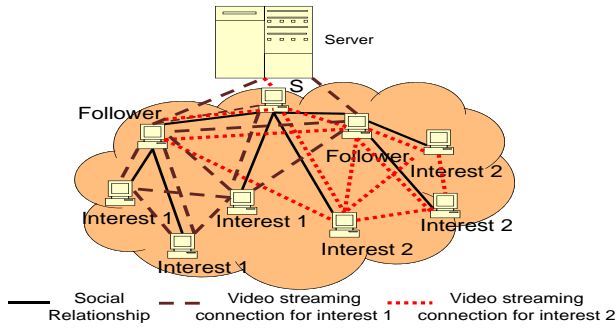 Server
S
Follower
Follower
Interest 2
Interest 1
Interest 1
Interest 2
Interest 2
Interest 1
Social Relationship
Video streaming connection for interest 1
Video streaming connection for interest 2